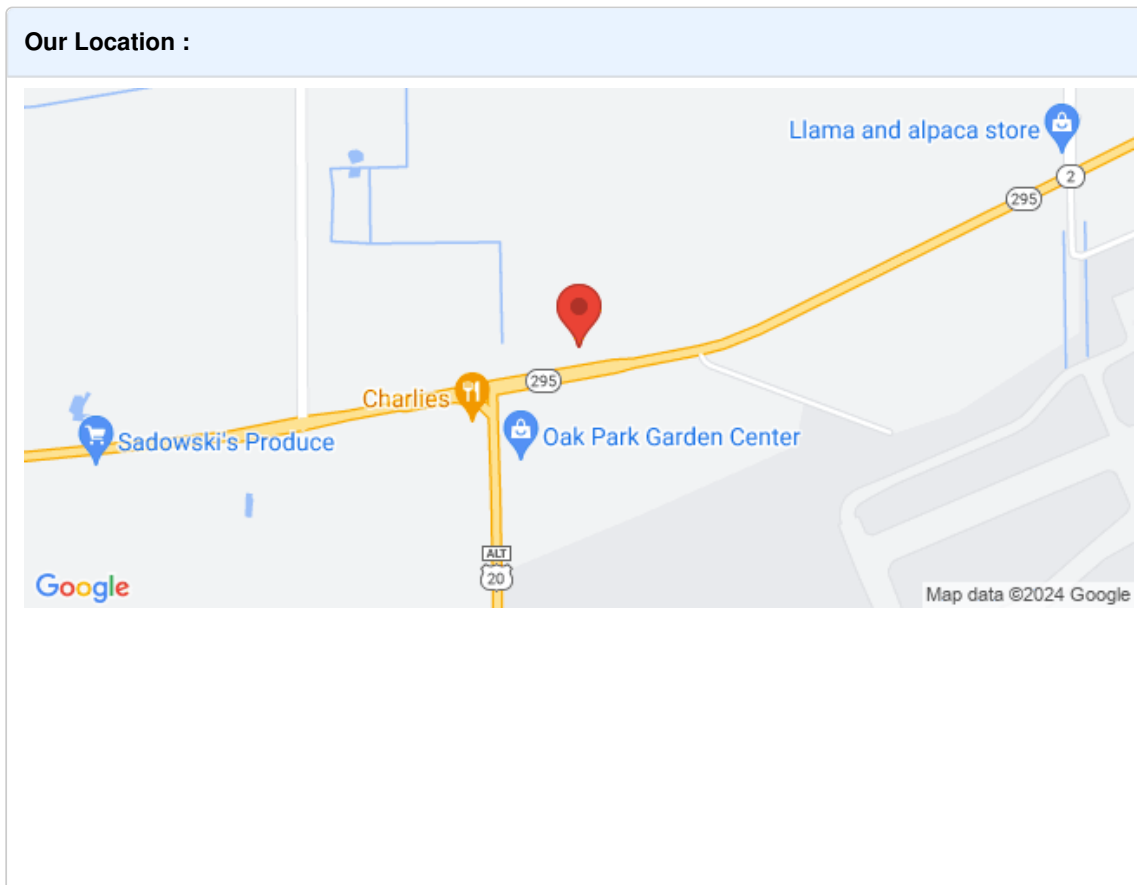 Our Location :
Llama and alpaca store
2
295
295
Charlies
Oak Park Garden Center
Sadowski's Produce
ALT
20
Google
Map data ©2024 Google